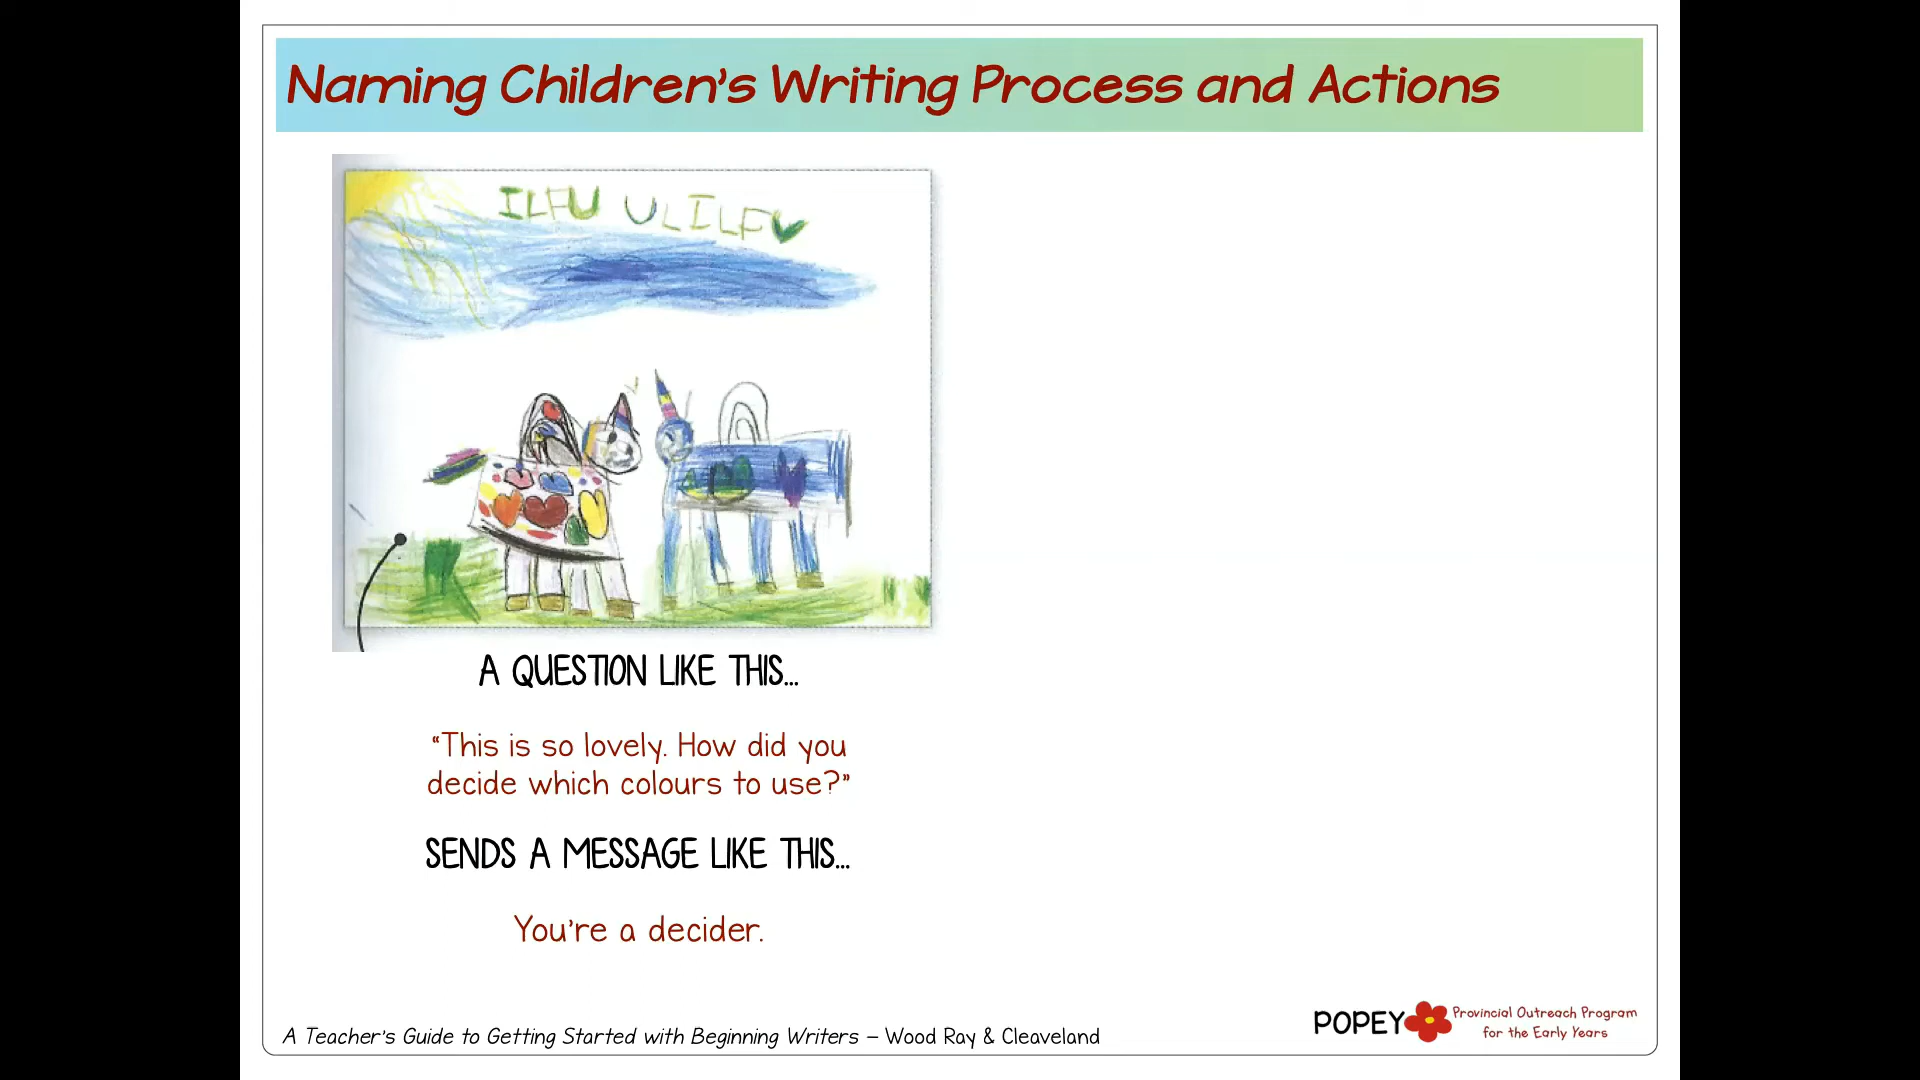 Naming Children's Writing Process and Actions
ILFU ULILFU
A QUESTION LIKE THIS...
“This is so lovely. How did you
decide which colours to use?”
SENDS A MESSAGE LIKE THIS...
You're a decider.
A Teacher's Guide to Getting Started with Beginning Writers – Wood Ray & Cleaveland
POPEY
Provincial Outreach Program
for the Early Years